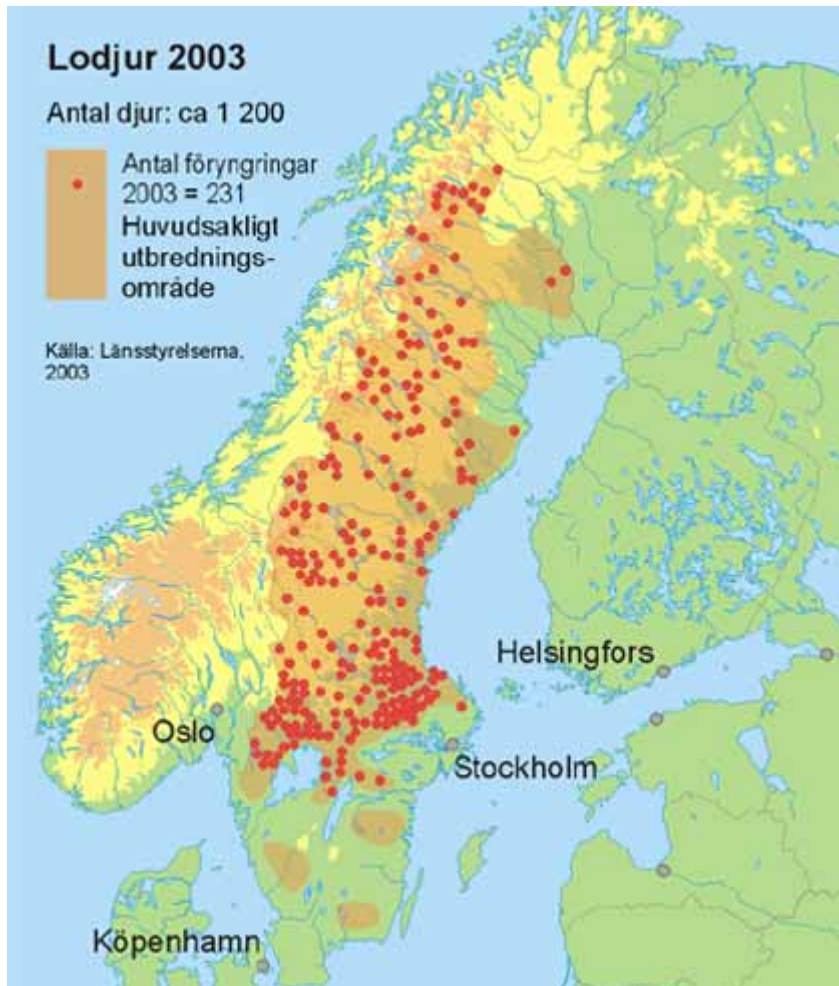 Lodjur 2003
Antal djur: ca 1 200
Antal föryngringar
2003 = 231
Huvudsakligt
utbrednings-
område
Källa: Länsstyrelserna,
2003
Helsingfors
Oslo
Stockholm
Köpenhamn